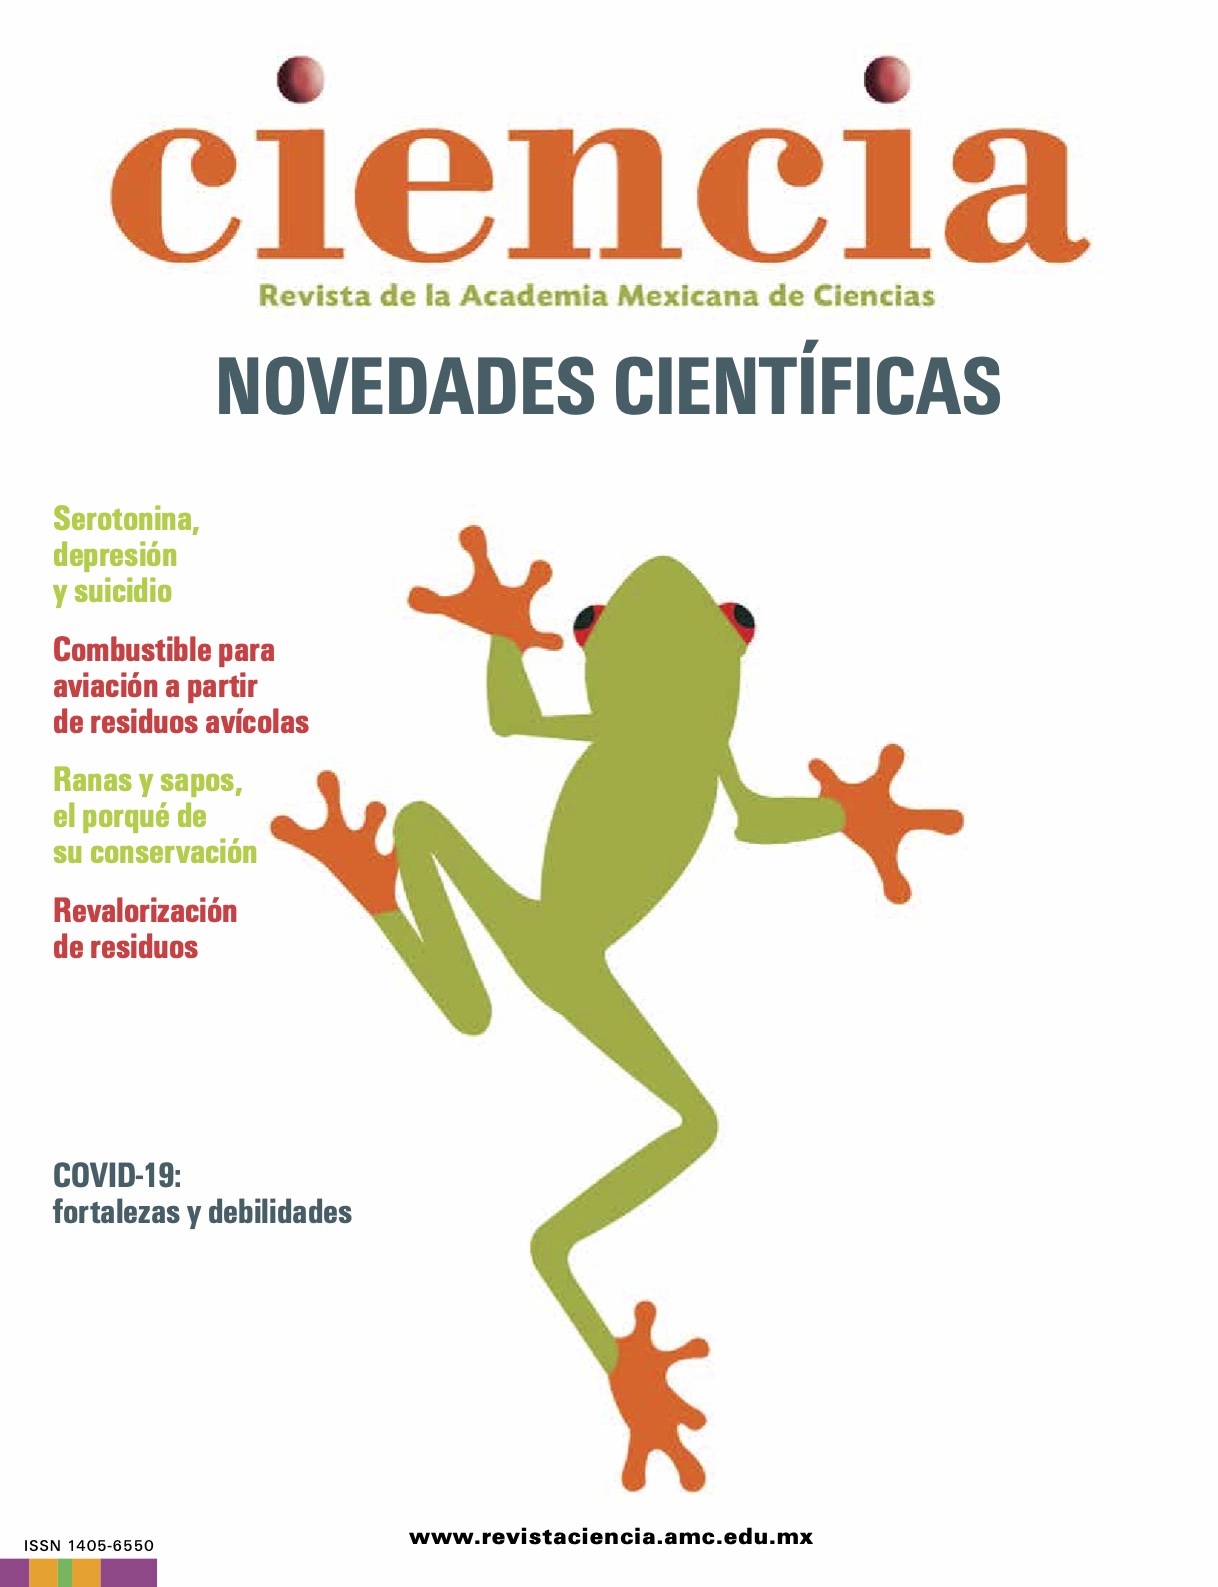 ciencia
Revista de la Academia Mexicana de Ciencias
NOVEDADES CIENTÍFICAS
Serotonina,
depresión
y suicidio
Combustible para
aviación a partir
de residuos avícolas
Ranas y sapos,
el porqué de
su conservación
Revalorización
de residuos
COVID-19:
fortalezas y debilidades
www.revistaciencia.amc.edu.mx
ISSN 1405-6550